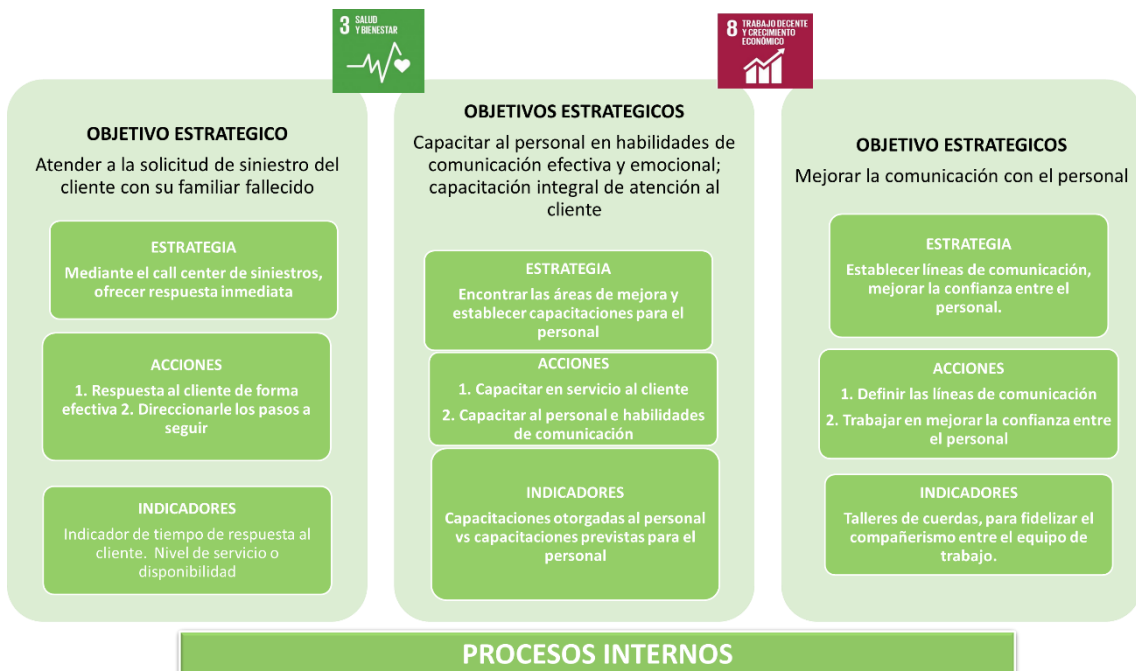 3 SALUD
Y BIENESTAR
8 TRABAJO DECENTE
Y CRECIMIENTO
ECONÓMICO
OBJETIVO ESTRATEGICO
Atender a la solicitud de siniestro del
cliente con su familiar fallecido
ESTRATEGIA
Mediante el call center de siniestros,
ofrecer respuesta inmediata
ACCIONES
1. Respuesta al cliente de forma
efectiva 2. Direccionarle los pasos a
seguir
INDICADORES
Indicador de tiempo de respuesta al
cliente. Nivel de servicio o
disponibilidad
OBJETIVOS ESTRATEGICOS
Capacitar al personal en habilidades de
comunicación efectiva y emocional;
capacitación integral de atención al
cliente
ESTRATEGIA
Encontrar las áreas de mejora y
establecer capacitaciones para el
personal
ACCIONES
1. Capacitar en servicio al cliente
2. Capacitar al personal e habilidades
de comunicación
INDICADORES
Capacitaciones otorgadas al personal
vs capacitaciones previstas para el
personal
OBJETIVO ESTRATEGICOS
Mejorar la comunicación con el personal
ESTRATEGIA
Establecer líneas de comunicación,
mejorar la confianza entre el
personal.
ACCIONES
1. Definir las líneas de comunicación
2. Trabajar en mejorar la confianza entre
el personal
INDICADORES
Talleres de cuerdas, para fidelizar el
compañerismo entre el equipo de
trabajo.
PROCESOS INTERNOS